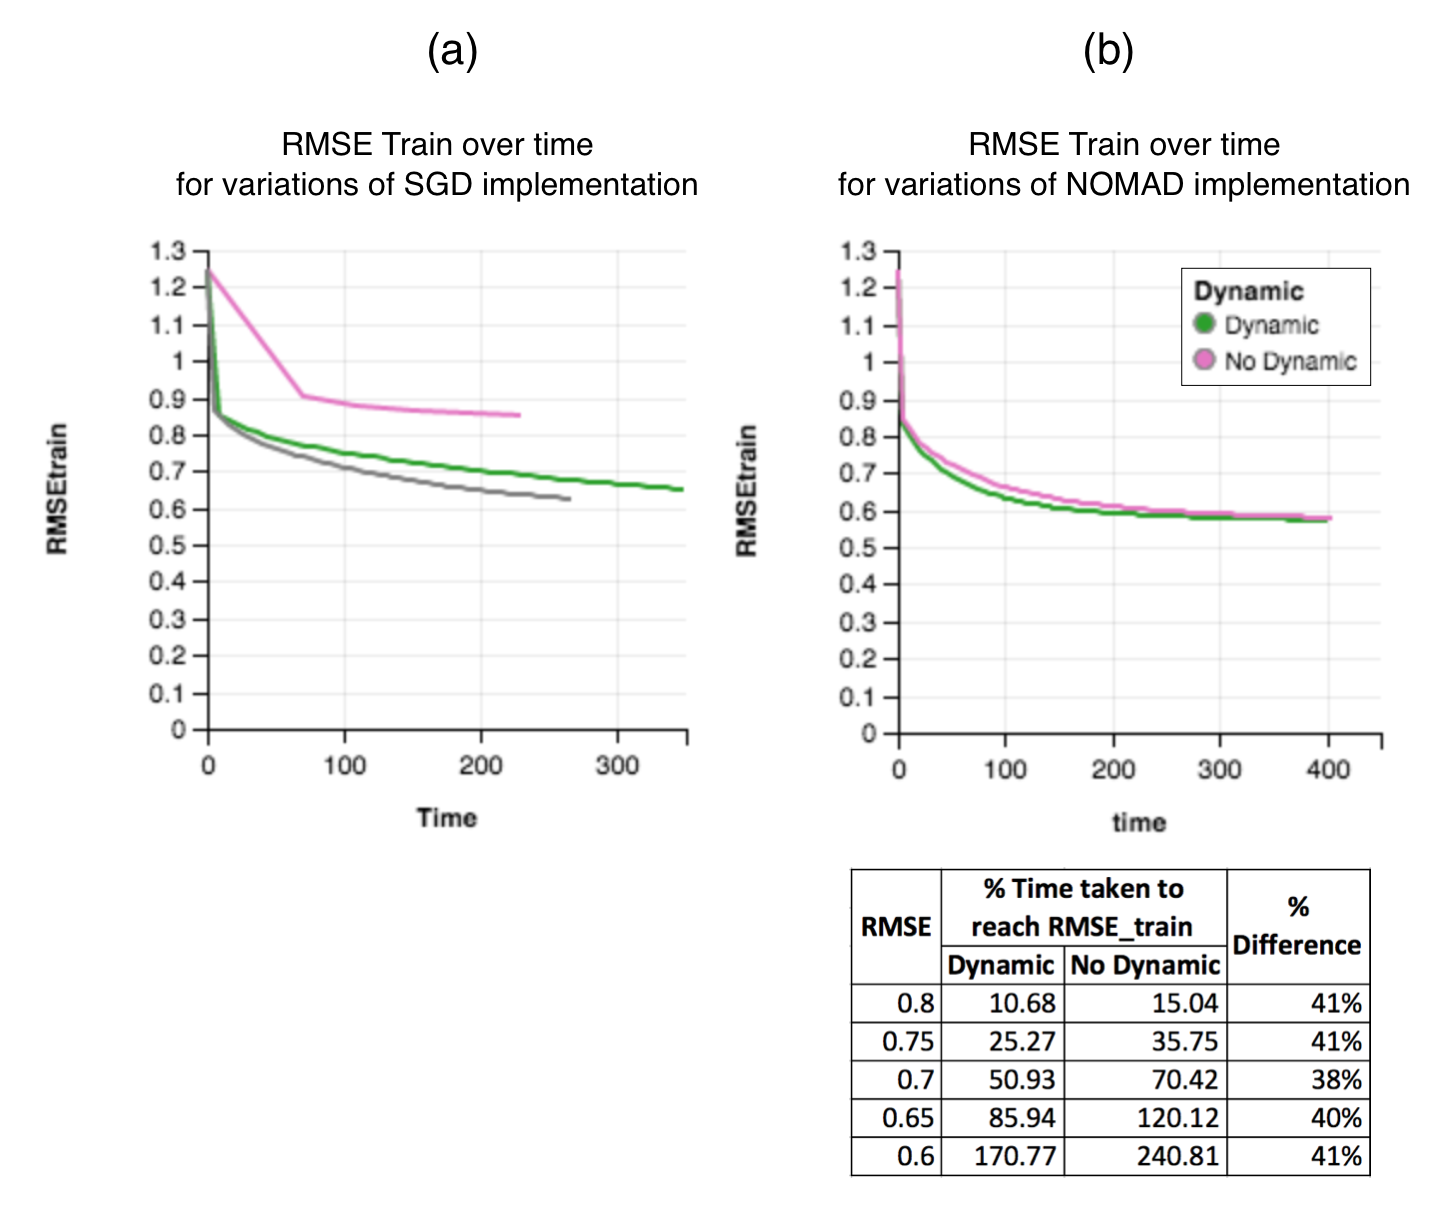 (a)
RMSE Train over time
for variations of SGD implementation
1.3
1.2
1.1
1
0.9
0.8
0.7
0.6
0.5
0.4
0.3
0.2
0.1
0
RMSEtrain
0 100 200 300
Time
(b)
RMSE Train over time
for variations of NOMAD implementation
1.3
1.2
1.1
1
0.9
0.8
0.7
0.6
0.5
0.4
0.3
0.2
0.1
0
RMSEtrain
Dynamic
Dynamic
No Dynamic
0 100 200 300 400
time
RMSE
% Time taken to
reach RMSE_train
%
Difference
Dynamic No Dynamic
0.8 10.68 15.04 41%
0.75 25.27 35.75 41%
0.7 50.93 70.42 38%
0.65 85.94 120.12 40%
0.6 170.77 240.81 41%